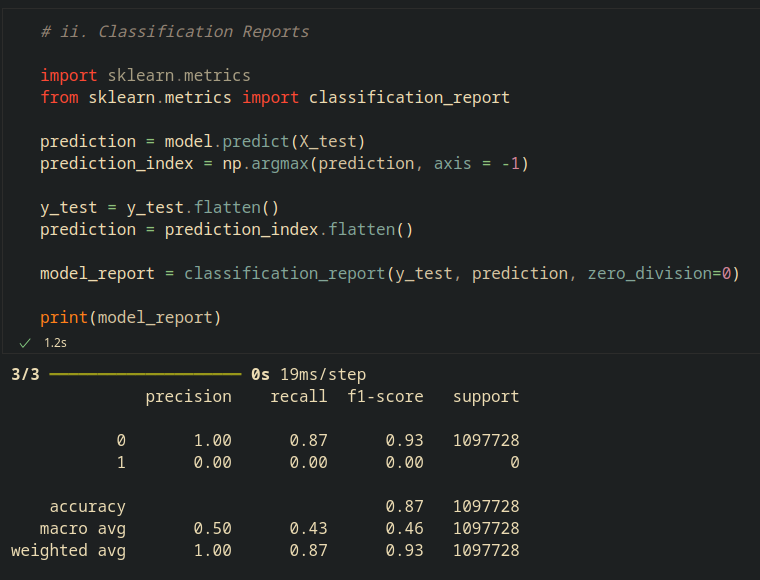 # ii. Classification Reports
import sklearn.metrics
from sklearn.metrics import classification_report
prediction = model.predict(X_test)
prediction_index = np.argmax(prediction, axis = -1)
y_test = y_test.flatten()
prediction = prediction_index.flatten()
model_report = classification_report(y_test, prediction, zero_division=0)
print(model_report)
✓ 1.2s
3/3 ━━━━━━━━━━━━━━━━━━━━ 0s 19ms/step
precision recall f1-score support
0 1.00 0.87 0.93 1097728
1 0.00 0.00 0.00 0
accuracy 0.87 1097728
macro avg 0.50 0.43 0.46 1097728
weighted avg 1.00 0.87 0.93 1097728